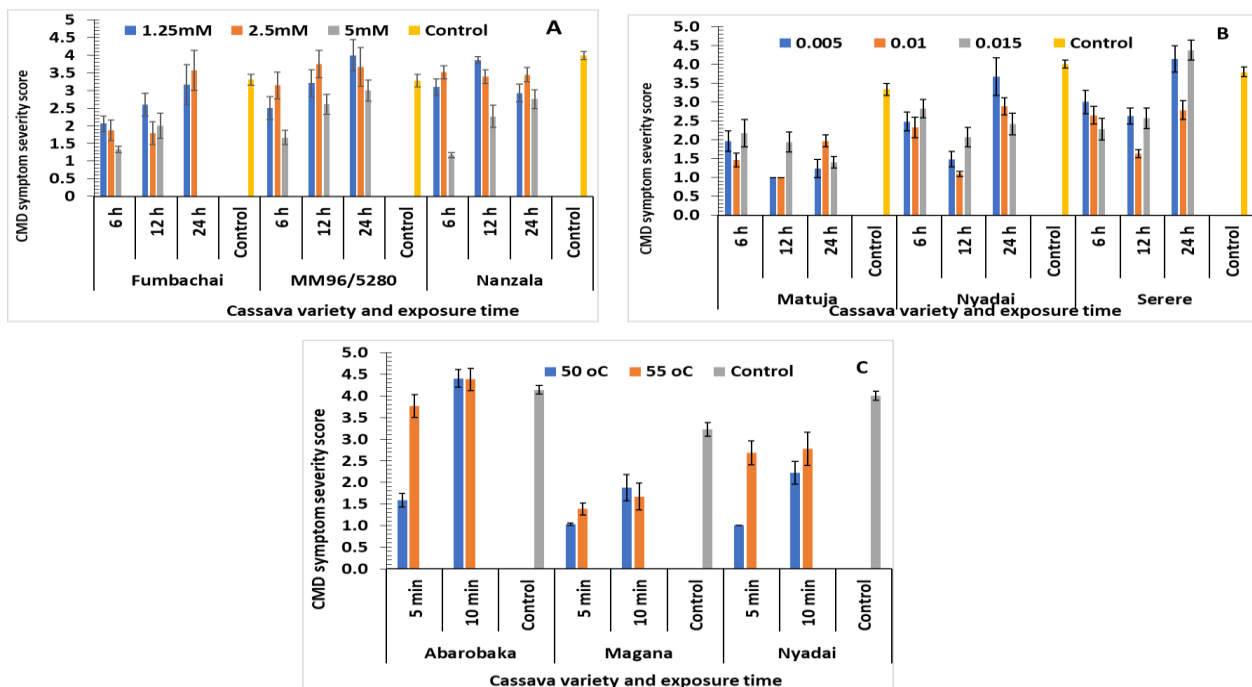 A
1.25mM 2.5mM 5mM Control
CMD symptom severity score
5
4.5
4
3.5
3
2.5
2
1.5
1
0.5
0
6 h 12 h 24 h Control 6 h 12 h 24 h Control 6 h 12 h 24 h Control
Fumbachai MM96/5280 Nanzala
Cassava variety and exposure time
B
0.005 0.01 0.015 Control
CMD symptom severity score
5.0
4.5
4.0
3.5
3.0
2.5
2.0
1.5
1.0
0.5
0.0
6 h 12 h 24 h Control 6 h 12 h 24 h Control 6 h 12 h 24 h Control
Matuja Nyadai Serere
Cassava variety and exposure time
C
50 oC 55 oC Control
CMD symptom severity score
5.0
4.5
4.0
3.5
3.0
2.5
2.0
1.5
1.0
0.5
0.0
5 min 10 min Control 5 min 10 min Control 5 min 10 min Control
Abarobaka Magana Nyadai
Cassava variety and exposure time